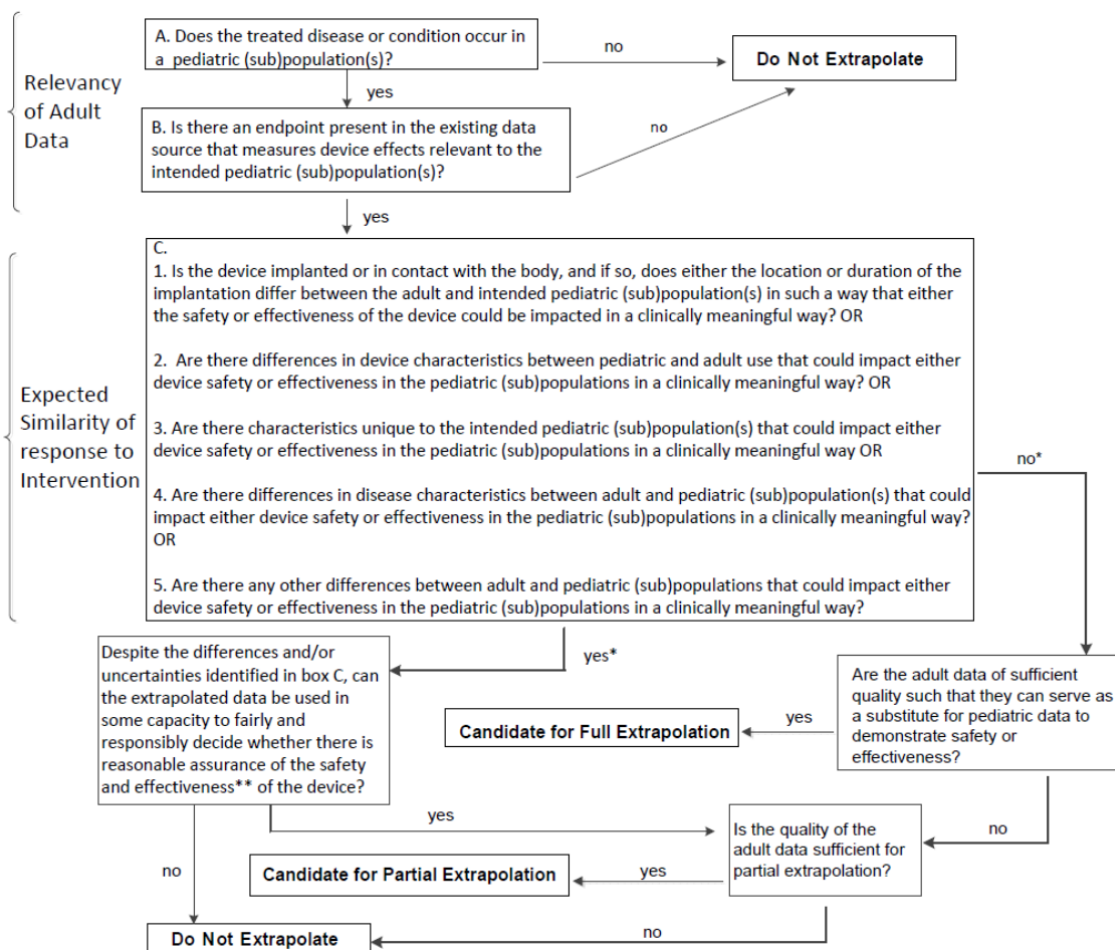 A. Does the treated disease or condition occur in
a pediatric (sub)population(s)?
no
Do Not Extrapolate
Relevancy
of Adult
Data
yes
B. Is there an endpoint present in the existing data
source that measures device effects relevant to the
intended pediatric (sub)population(s)?
no
yes
C.
1. Is the device implanted or in contact with the body, and if so, does either the location or duration of the
implantation differ between the adult and intended pediatric (sub)population(s) in such a way that either
the safety or effectiveness of the device could be impacted in a clinically meaningful way? OR
2. Are there differences in device characteristics between pediatric and adult use that could impact either
device safety or effectiveness in the pediatric (sub)populations in a clinically meaningful way? OR
Expected
Similarity of
response to
Intervention
3. Are there characteristics unique to the intended pediatric (sub)population(s) that could impact either
device safety or effectiveness in the pediatric (sub)populations in a clinically meaningful way OR
no*
4. Are there differences in disease characteristics between adult and pediatric (sub)population(s) that could
impact either device safety or effectiveness in the pediatric (sub)populations in a clinically meaningful way?
OR
5. Are there any other differences between adult and pediatric (sub)populations that could impact either
device safety or effectiveness in the pediatric (sub)populations in a clinically meaningful way?
yes*
Despite the differences and/or
uncertainties identified in box C, can
the extrapolated data be used in
some capacity to fairly and
responsibly decide whether there is
reasonable assurance of the safety
and effectiveness** of the device?
Are the adult data of sufficient
quality such that they can serve as
a substitute for pediatric data to
demonstrate safety or
effectiveness?
yes
Candidate for Full Extrapolation
yes
no
Is the quality of the
adult data sufficient for
partial extrapolation?
no
Candidate for Partial Extrapolation
yes
no
Do Not Extrapolate